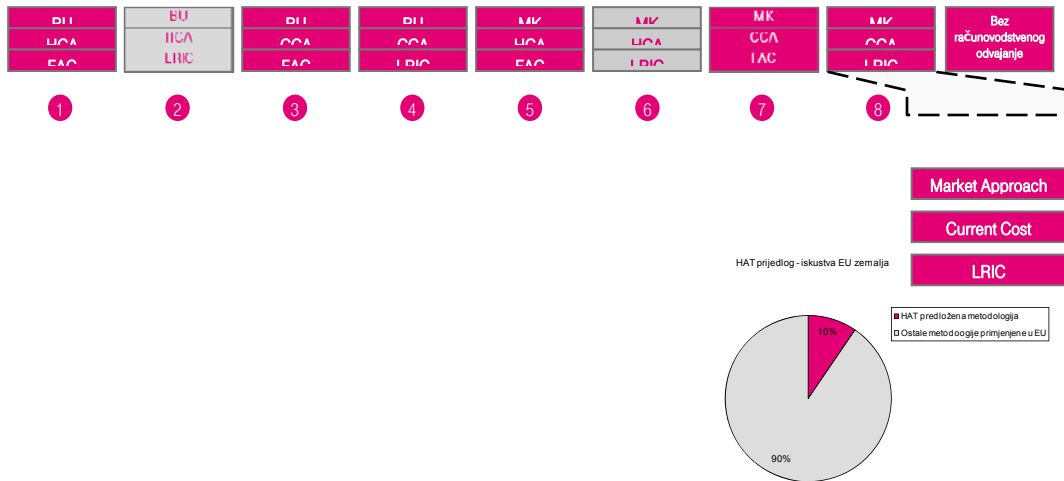 BU
HCA
FAC
BU
HCA
LRIC
BU
CCA
FAC
BU
CCA
LRIC
MK
HCA
FAC
MK
HCA
LRIC
MK
CCA
MK
CCA
LRIC
Bez
računovodstvenog
odvajanje
1
2
3
4
5
6
7
8
Market Approach
Current Cost
LRIC
HAT prijedlog - iskustva EU zemalja
HAT predložena metodologija
Ostale metodoogije primjenjene u EU
10%
90%